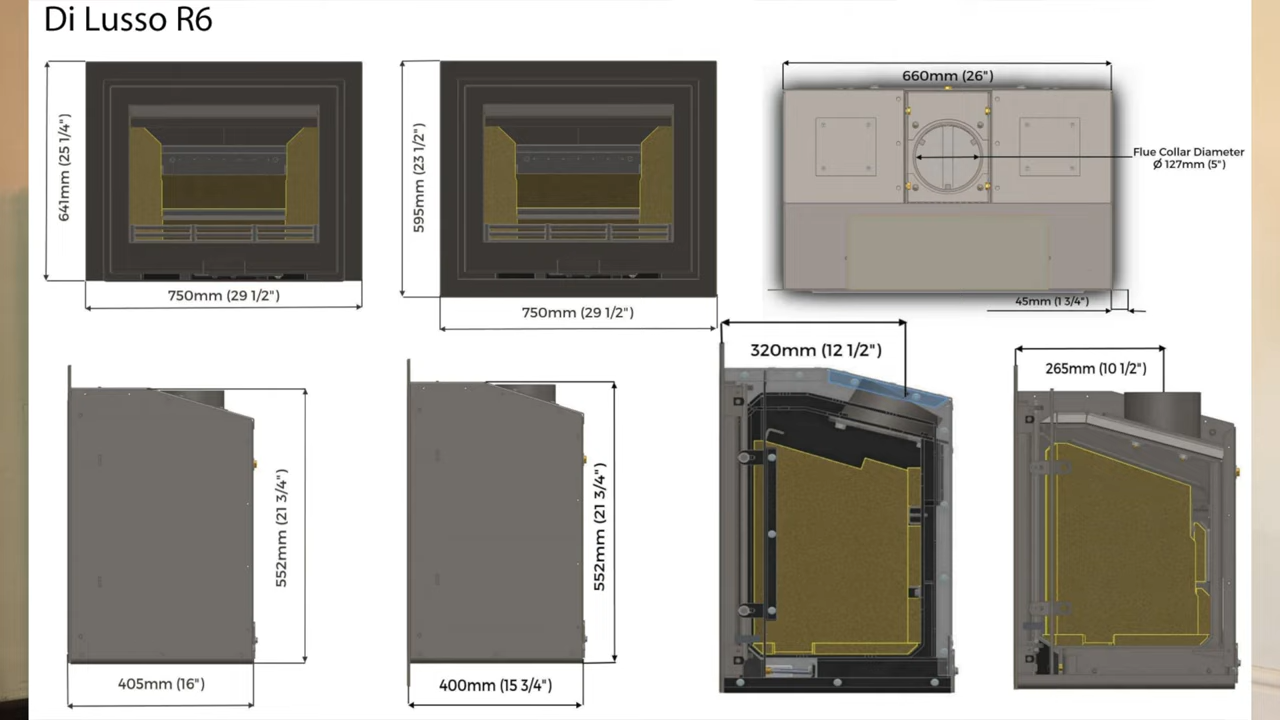 Di Lusso R6
641mm (25 1/4")
750mm (29 1/2")
595mm (23 1/2")
750mm (29 1/2")
660mm (26")
Flue Collar Diameter
Ø 127mm (5")
45mm (1 3/4")
552mm (21 3/4")
405mm (16")
552mm (21 3/4")
400mm (15 3/4")
320mm (12 1/2")
265mm (10 1/2")